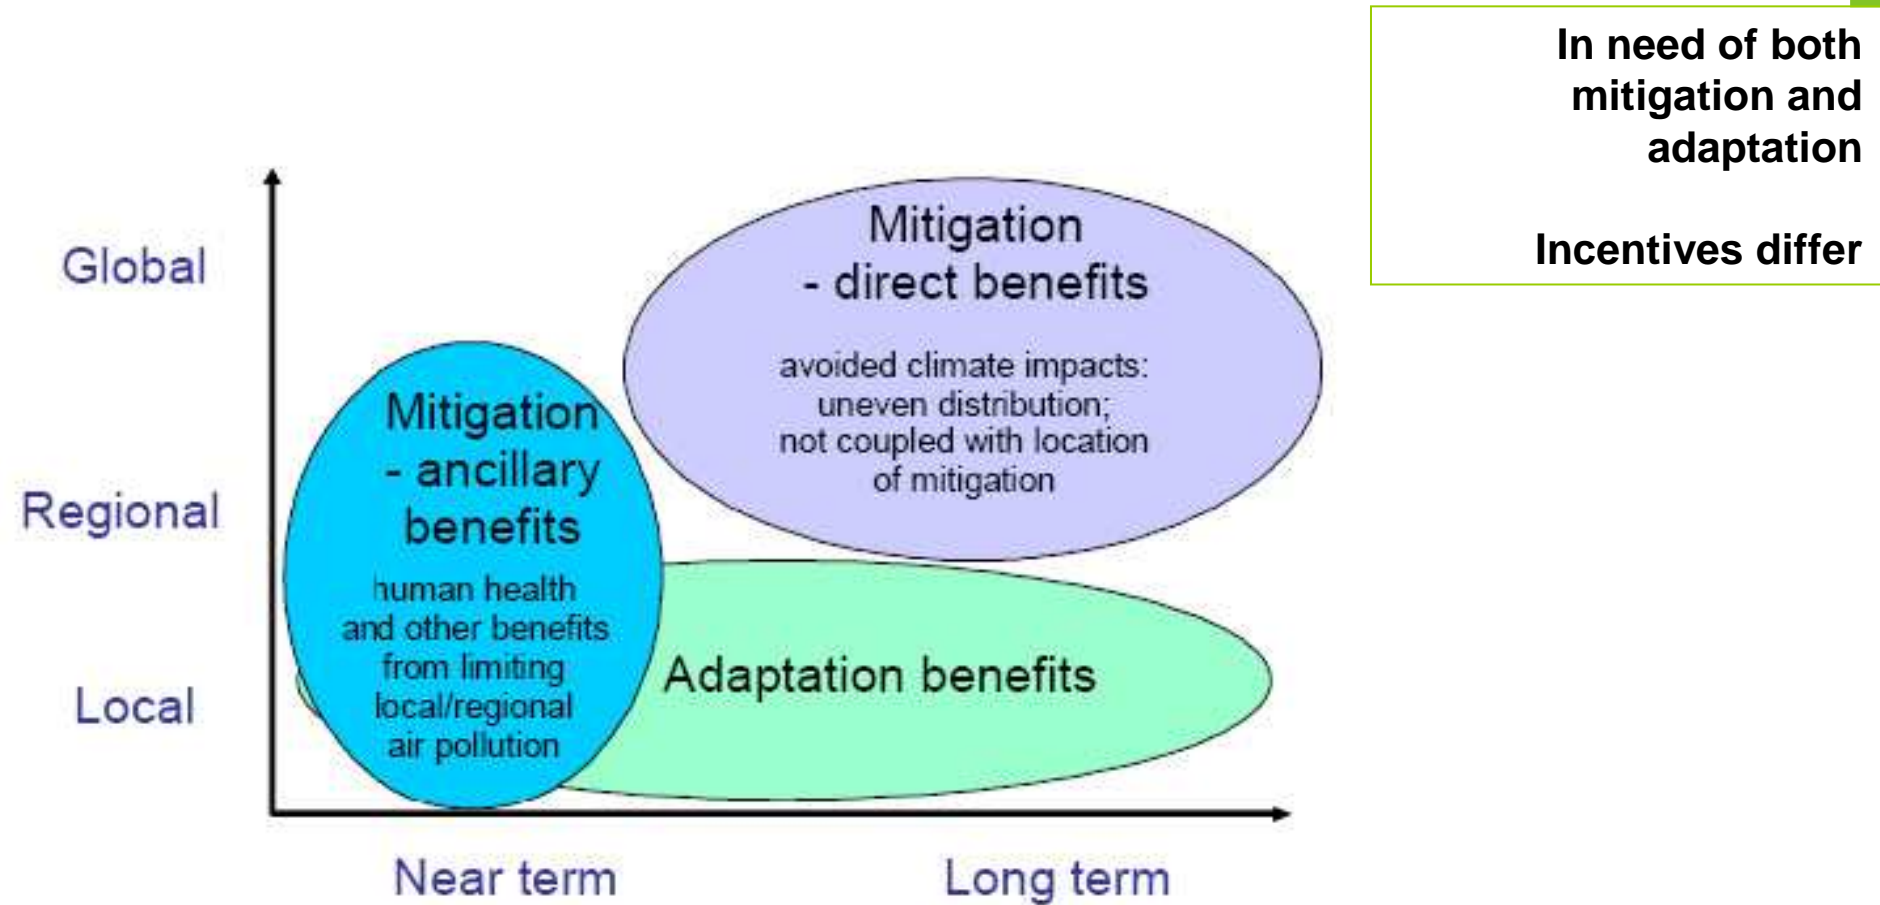 In need of both
mitigation and
adaptation
Incentives differ
Global
Regional
Local
Mitigation
- direct benefits
avoided climate impacts:
uneven distribution;
not coupled with location
of mitigation
Mitigation
- ancillary
benefits
human health
and other benefits
from limiting
local/regional
air pollution
Adaptation benefits
Near term
Long term